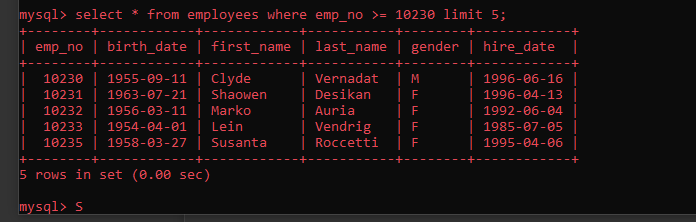 mysql> select * from employees where emp_no >= 10230 limit 5;
+--------+------------+------------+-----------+--------+------------+
| emp_no | birth_date | first_name | last_name | gender | hire_date  |
+--------+------------+------------+-----------+--------+------------+
|  10230 | 1955-09-11 | Clyde      | Vernadat  | M      | 1996-06-16 |
|  10231 | 1963-07-21 | Shaowen    | Desikan   | F      | 1996-04-13 |
|  10232 | 1956-03-11 | Marko      | Auria     | F      | 1992-06-04 |
|  10233 | 1954-04-01 | Lein       | Vendrig   | F      | 1985-07-05 |
|  10235 | 1958-03-27 | Susanta    | Roccetti  | F      | 1995-04-06 |
+--------+------------+------------+-----------+--------+------------+
5 rows in set (0.00 sec)
mysql> S